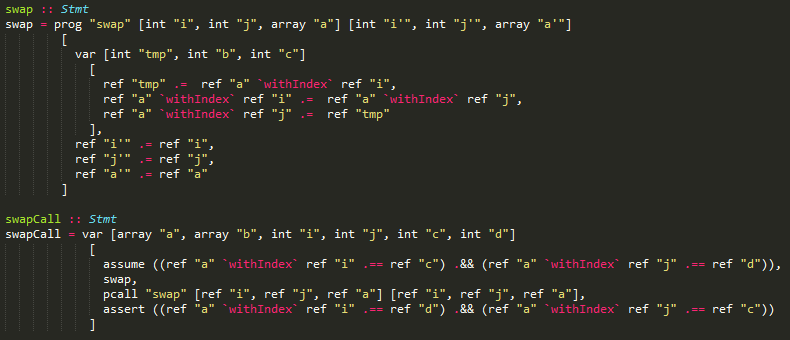 swap :: Stmt
swap = prog "swap" [int "i", int "j", array "a"] [int "i'", int "j'", array "a'"]
[
var [int "tmp", int "b", int "c"]
[
ref "tmp" .=  ref "a" `withIndex` ref "i",
ref "a" `withIndex` ref "i" .=  ref "a" `withIndex` ref "j",
ref "a" `withIndex` ref "j" .=  ref "tmp"
],
ref "i'" .= ref "i",
ref "j'" .= ref "j",
ref "a'" .= ref "a"
]
swapCall :: Stmt
swapCall = var [array "a", array "b", int "i", int "j", int "c", int "d"]
[
assume ((ref "a" `withIndex` ref "i" .== ref "c") .&& (ref "a" `withIndex` ref "j" .== ref "d")),
swap,
pcall "swap" [ref "i", ref "j", ref "a"] [ref "i", ref "j", ref "a"],
assert ((ref "a" `withIndex` ref "i" .== ref "d") .&& (ref "a" `withIndex` ref "j" .== ref "c"))
]